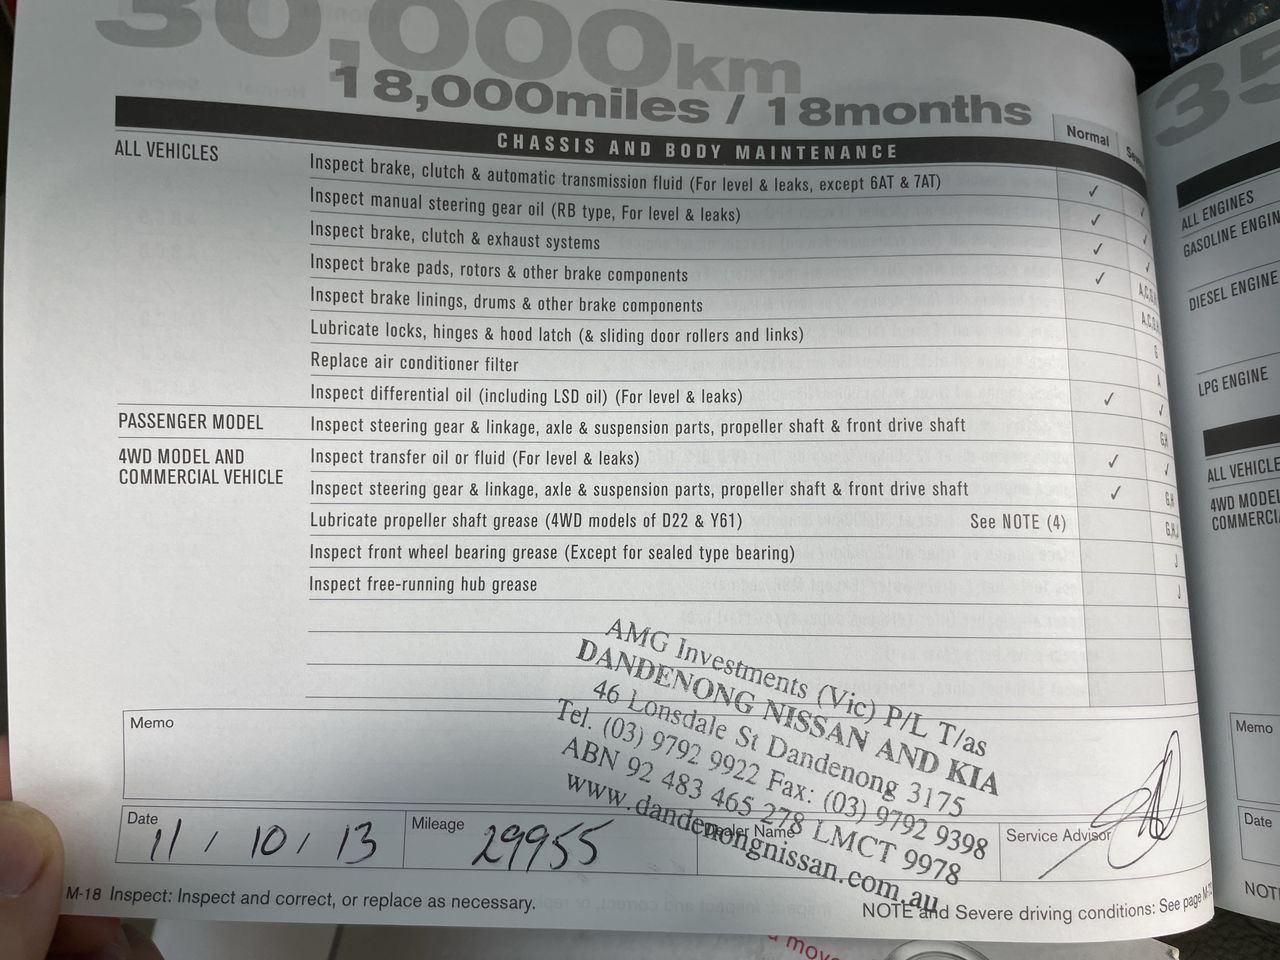 30,000km
18,000miles / 18months
CHASSIS AND BODY MAINTENANCE
Normal
ALL VEHICLES
Inspect brake, clutch & automatic transmission fluid (For level & leaks, except 6AT & 7AT) ✓ ✓
Inspect manual steering gear oil (RB type, For level & leaks) ✓ ✓
Inspect brake, clutch & exhaust systems ✓ ✓
Inspect brake pads, rotors & other brake components ✓
Inspect brake linings, drums & other brake components
Lubricate locks, hinges & hood latch (& sliding door rollers and links) G
Replace air conditioner filter A
Inspect differential oil (including LSD oil) (For level & leaks) ✓ ✓
PASSENGER MODEL Inspect steering gear & linkage, axle & suspension parts, propeller shaft & front drive shaft G,H
4WD MODEL AND
COMMERCIAL VEHICLE
Inspect transfer oil or fluid (For level & leaks) ✓ ✓
Inspect steering gear & linkage, axle & suspension parts, propeller shaft & front drive shaft ✓ G,H
Lubricate propeller shaft grease (4WD models of D22 & Y61) See NOTE (4) G,H,J
Inspect front wheel bearing grease (Except for sealed type bearing) J
Inspect free-running hub grease J
AMG Investments (Vic) P/L T/as
DANDENONG NISSAN AND KIA
46 Lonsdale St Dandenong 3175
Tel. (03) 9792 9922 Fax: (03) 9792 9398
ABN 92 483 465 278 LMCT 9978
www.dandenongnissan.com.au
Memo
Date 11 / 10 / 13
Mileage 29955
Dealer Name
Service Advisor
M-18 Inspect: Inspect and correct, or replace as necessary.
NOTE and Severe driving conditions: See page
35
ALL ENGINES
GASOLINE ENGIN
DIESEL ENGINE
LPG ENGINE
ALL VEHICLE
4WD MODE
COMMERCI
Memo
Date
NOT